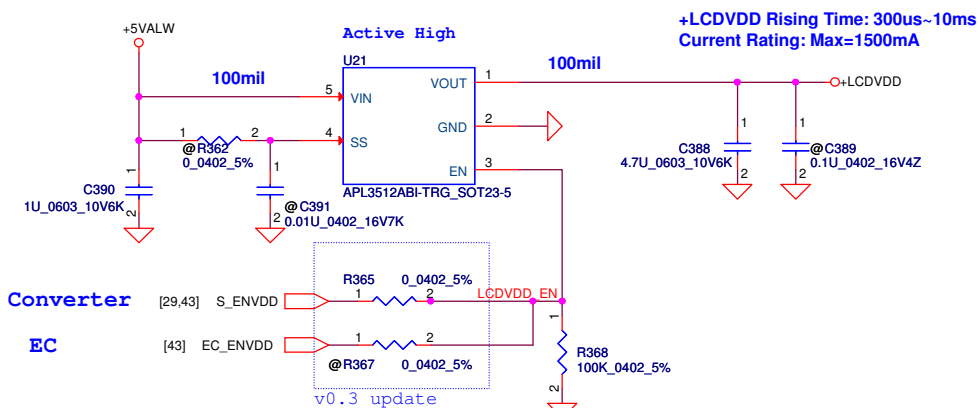 +LCDVDD Rising Time: 300us~10ms
Current Rating: Max=1500mA
+5VALW
Active High
U21
100mil
100mil
5
VIN
VOUT
1
+LCDVDD
1
2
@R362
0_0402_5%
4
SS
GND
2
EN
3
APL3512ABI-TRG_SOT23-5
1
C390
1U_0603_10V6K
2
1
@C391
0.01U_0402_16V7K
2
1
C388
4.7U_0603_10V6K
2
1
@C389
0.1U_0402_16V4Z
2
R365
0_0402_5%
Converter
[29,43]
S_ENVDD
1
2
LCDVDD_EN
EC
[43]
EC_ENVDD
1
2
@R367
0_0402_5%
1
R368
100K_0402_5%
2
v0.3 update